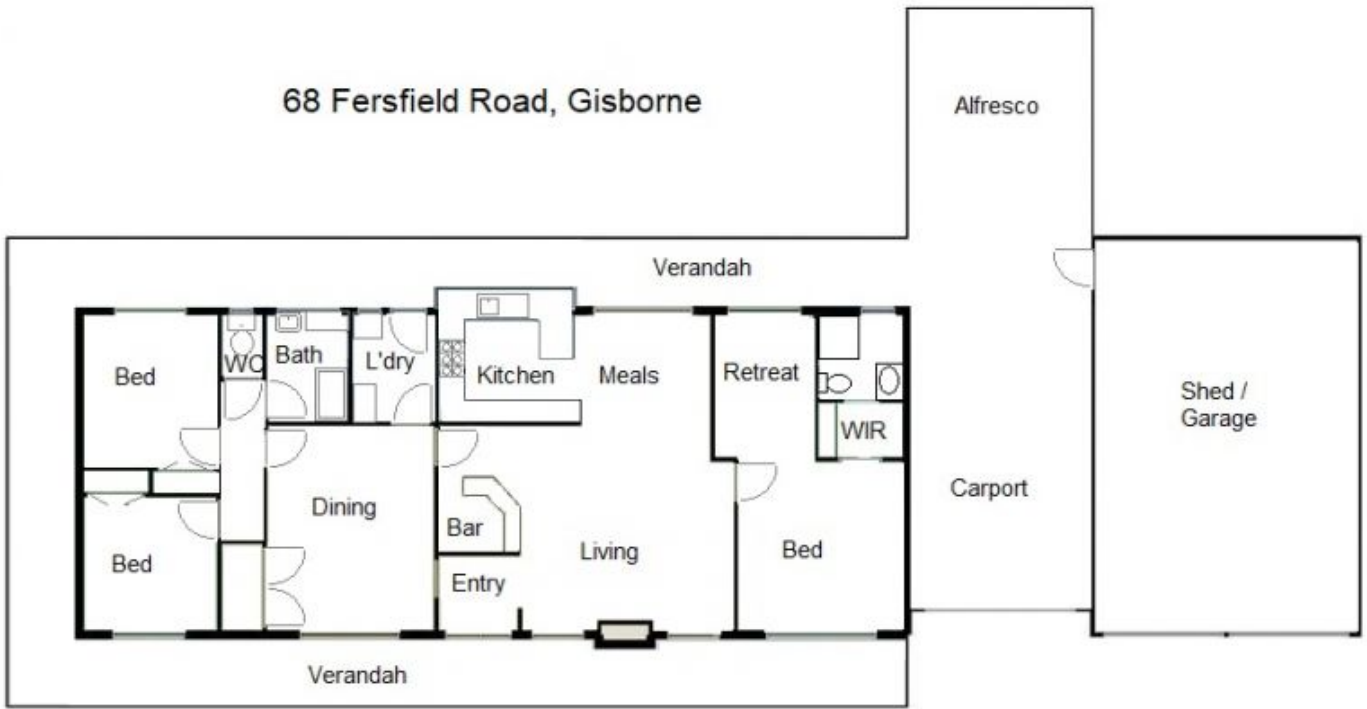 68 Fersfield Road, Gisborne
Alfresco
Verandah
Bed
WC
Bath
L'dry
Kitchen
Meals
Retreat
WIR
Shed /
Garage
Carport
Dining
Bar
Living
Bed
Bed
Entry
Verandah